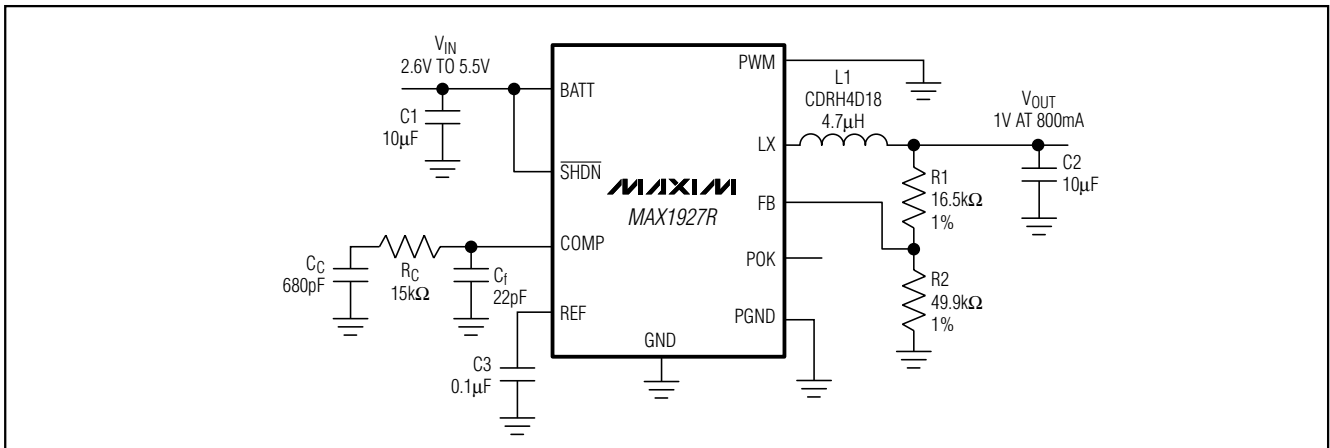 V_IN
2.6V TO 5.5V
C1
10µF
BATT
SHDN
COMP
REF
GND
PWM
LX
FB
POK
PGND
MAXIM
MAX1927R
C_C
680pF
R_C
15kΩ
C_f
22pF
C3
0.1µF
L1
CDRH4D18
4.7µH
V_OUT
1V AT 800mA
C2
10µF
R1
16.5kΩ
1%
R2
49.9kΩ
1%